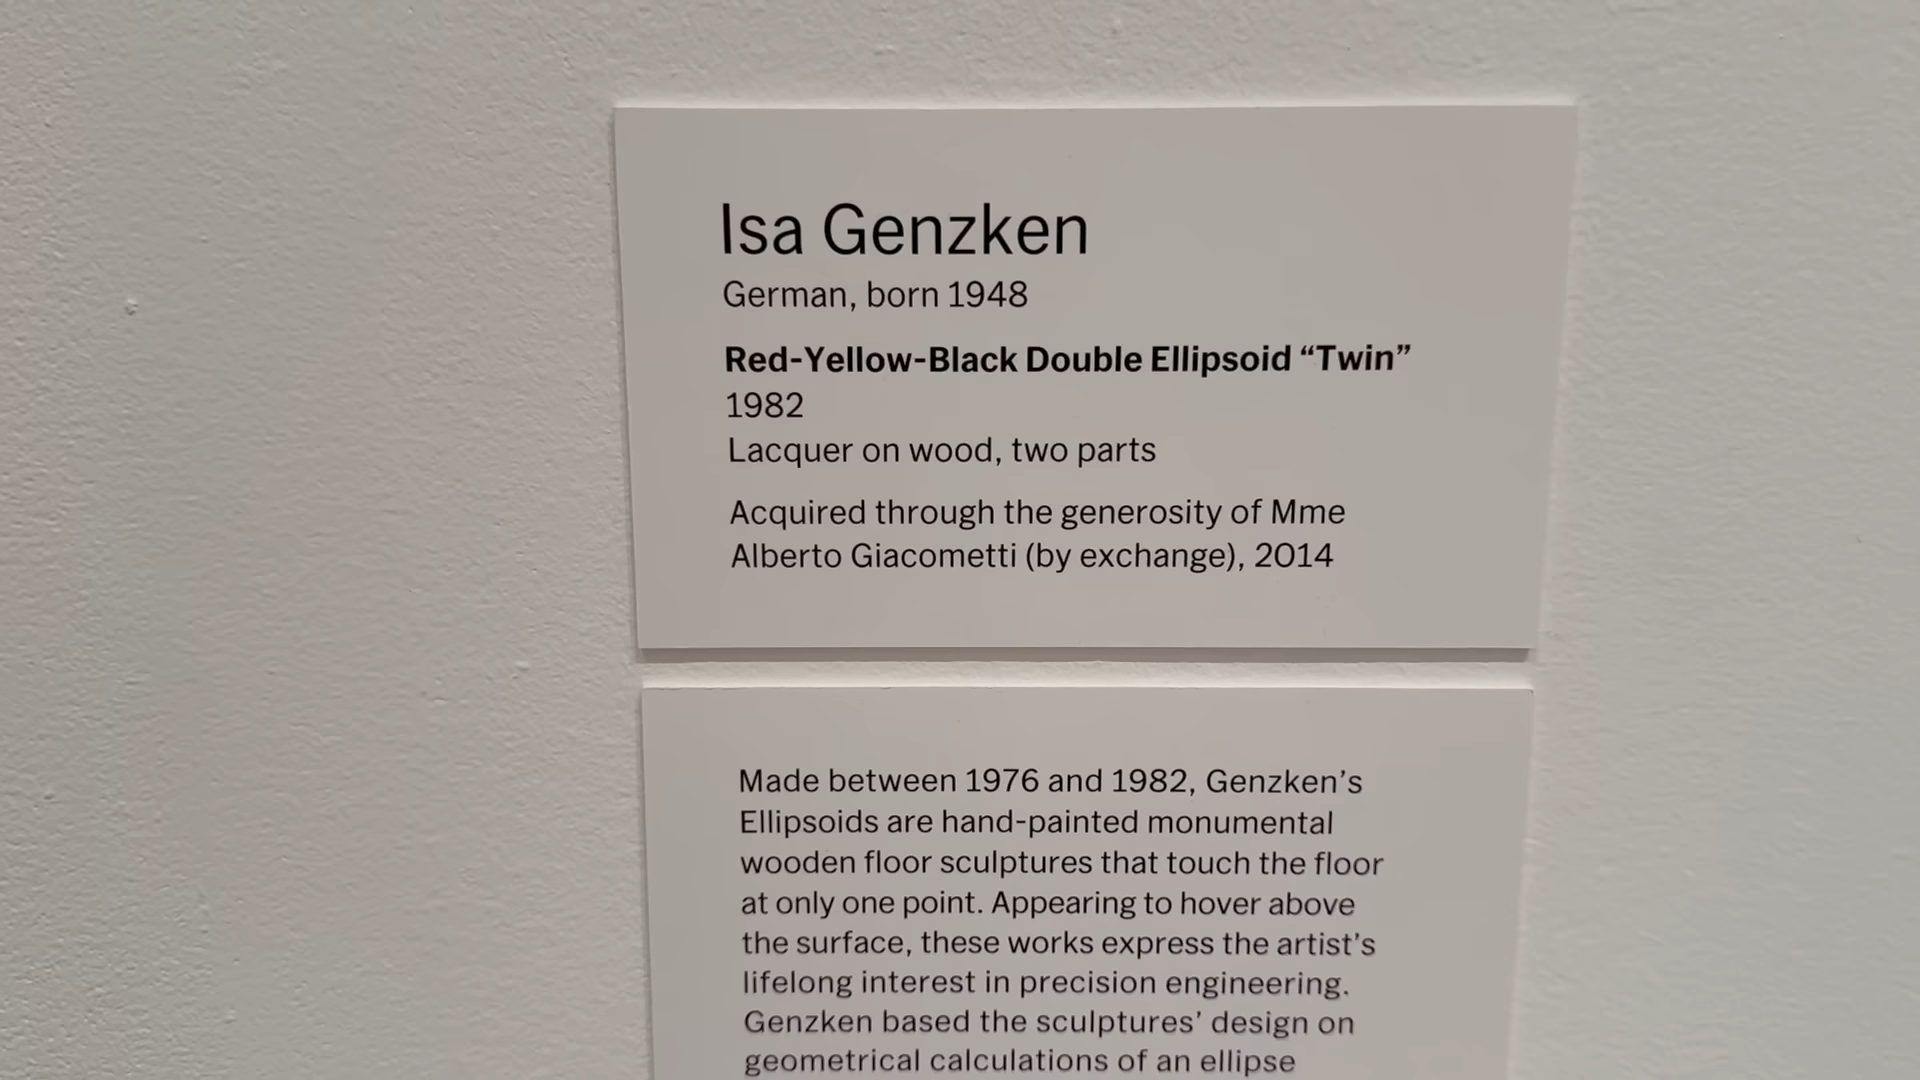 Isa Genzken
German, born 1948
Red-Yellow-Black Double Ellipsoid “Twin”
1982
Lacquer on wood, two parts
Acquired through the generosity of Mme
Alberto Giacometti (by exchange), 2014
Made between 1976 and 1982, Genzken’s
Ellipsoids are hand-painted monumental
wooden floor sculptures that touch the floor
at only one point. Appearing to hover above
the surface, these works express the artist’s
lifelong interest in precision engineering.
Genzken based the sculptures’ design on
geometrical calculations of an ellipse